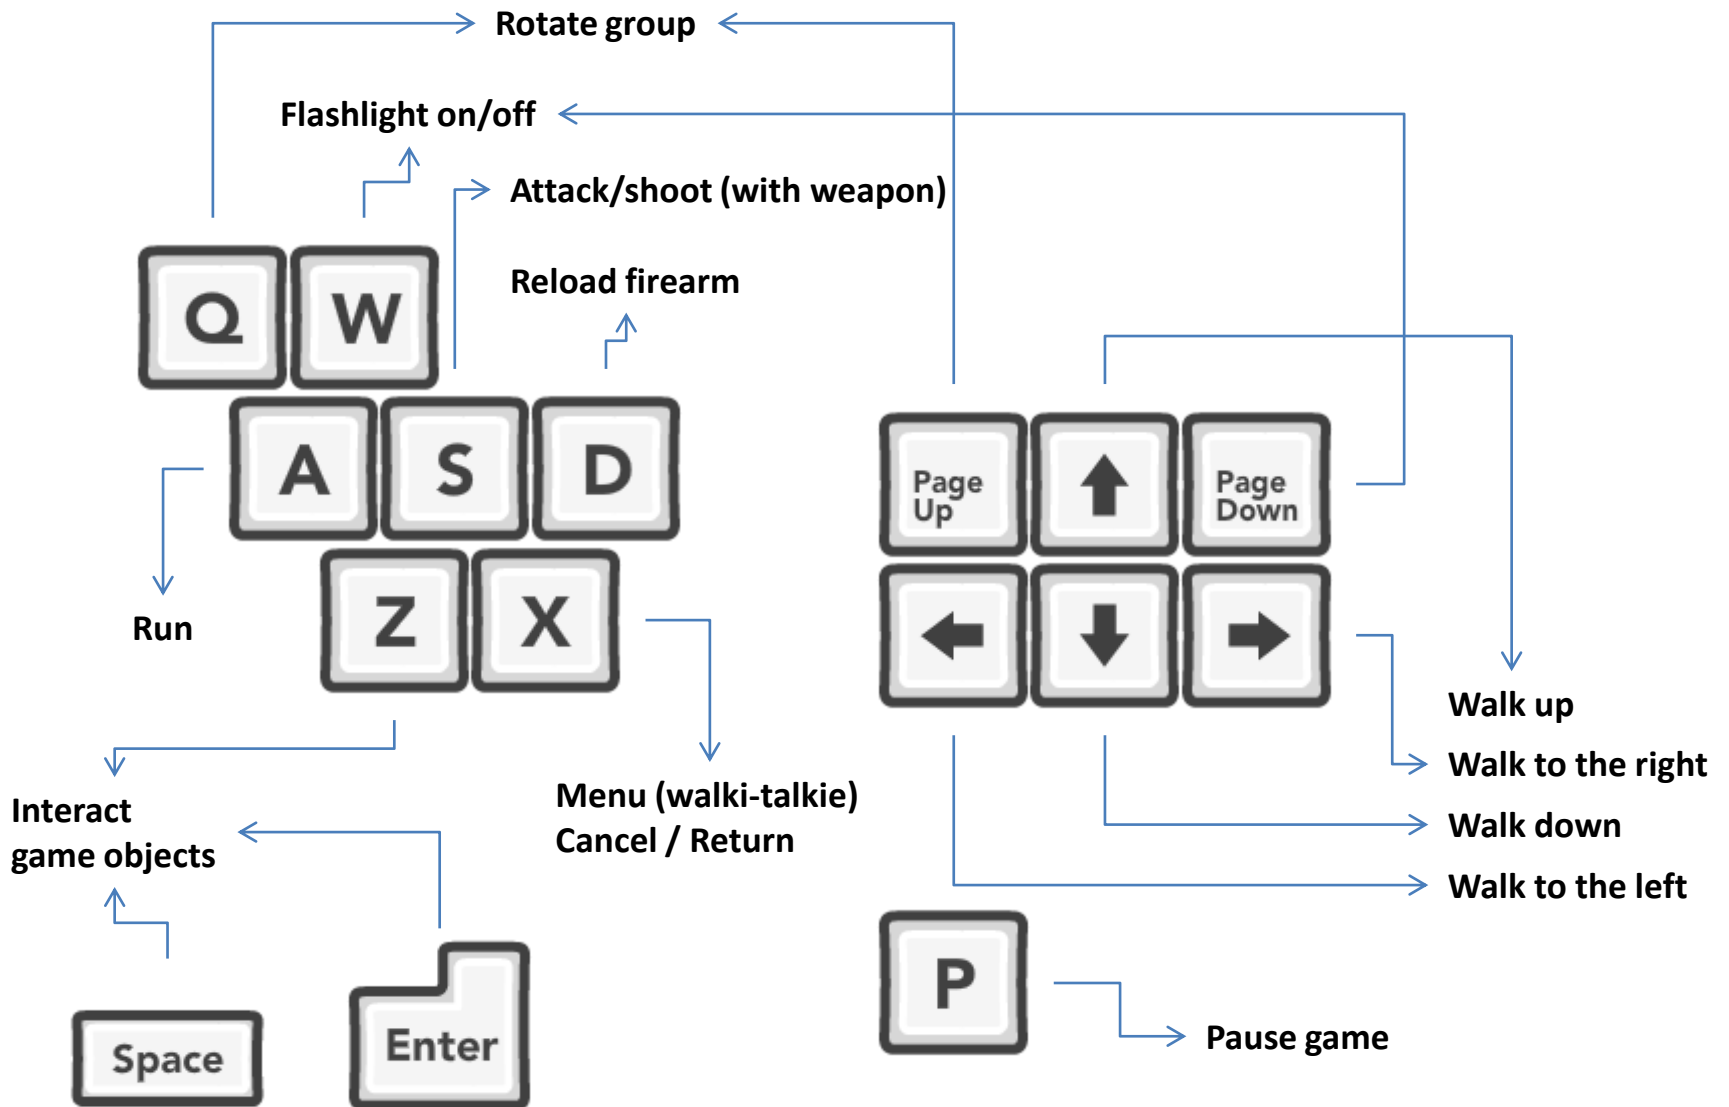 Rotate group
Flashlight on/off
Attack/shoot (with weapon)
Reload firearm
Q
W
A
S
D
Page
Up
Page
Down
Z
X
Run
Walk up
Walk to the right
Walk down
Walk to the left
Menu (walki-talkie)
Cancel / Return
Interact
game objects
Space
Enter
P
Pause game